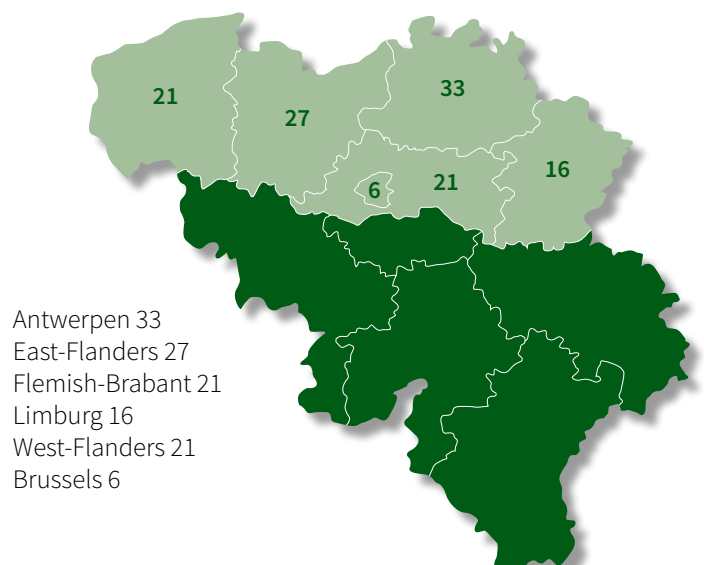 33
21
27
16
6
21
Antwerpen 33
East-Flanders 27
Flemish-Brabant 21
Limburg 16
West-Flanders 21
Brussels 6